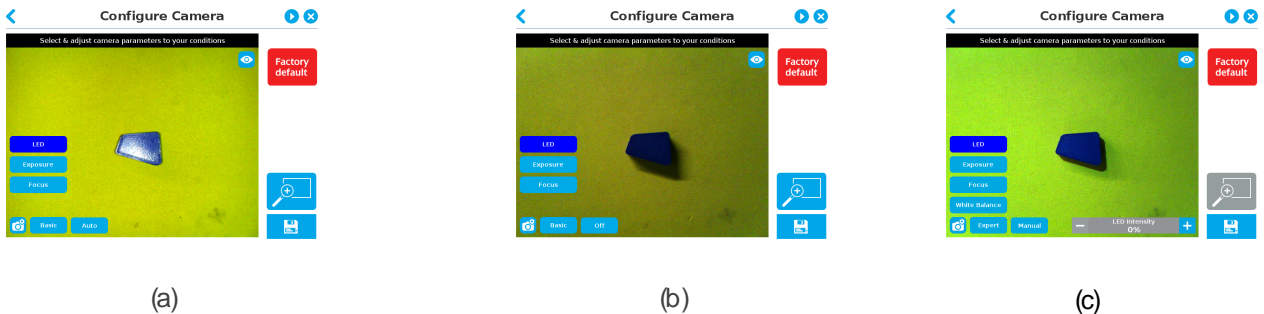 Configure Camera
Select & adjust camera parameters to your conditions
Factory
default
LED
Exposure
Focus
Basic
Auto
(a)
Configure Camera
Select & adjust camera parameters to your conditions
Factory
default
LED
Exposure
Focus
Basic
Off
(b)
Configure Camera
Select & adjust camera parameters to your conditions
Factory
default
LED
Exposure
Focus
White Balance
Expert
Manual
LED Intensity
0%
(c)